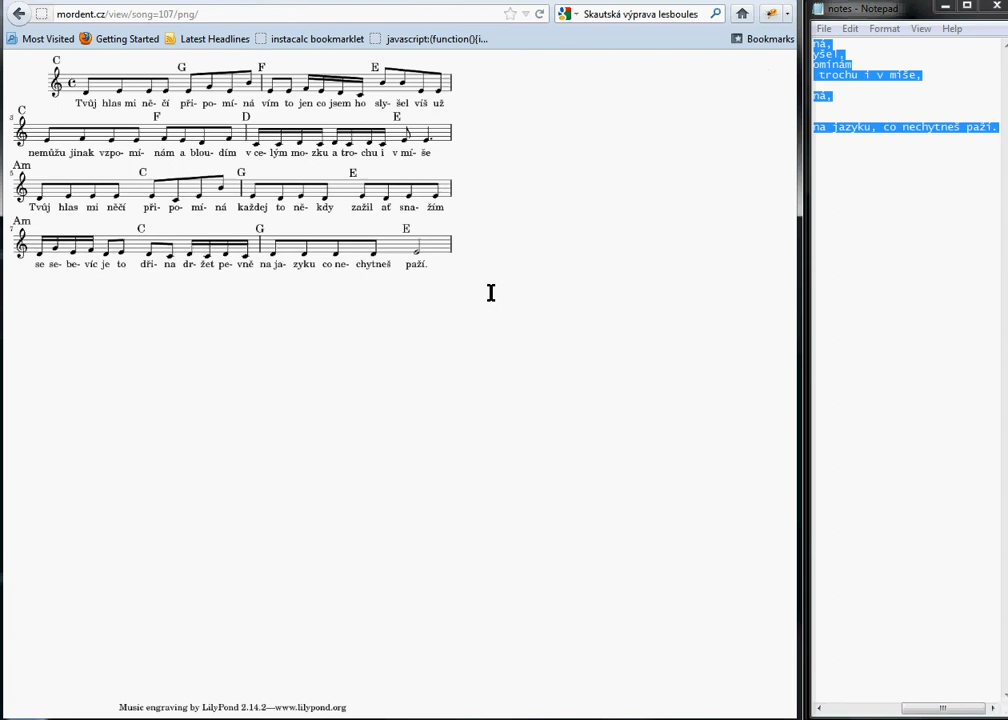 mordent.cz/view/song=107/png/
Skautská výprava lesboules
notes - Notepad
Most Visited
Getting Started
Latest Headlines
instacalc bookmarklet
javascript:(function(){i...
Bookmarks
File Edit Format View Help
C G F E
Tvůj hlas mi ně- čí při- po- mí- ná vím to jen co jsem ho sly- šel víš už
3
C F D E
nemůžu jinak vzpo- mí- nám a blou- dím v ce- lým mo- zku a tro- chu i v mí- še
5
Am C G E
Tvůj hlas mi něčí při- po- mí- ná každej to ně- kdy zažil ať sna- žím
7
Am C G E
se se- be- víc je to dři- na dr- žet pe- vně na ja- zyku co ne- chytneš paží.
Music engraving by LilyPond 2.14.2—www.lilypond.org
ná,
yšel,
omínám
trochu i v míše,
ná,
na jazyku, co nechytneš paží.